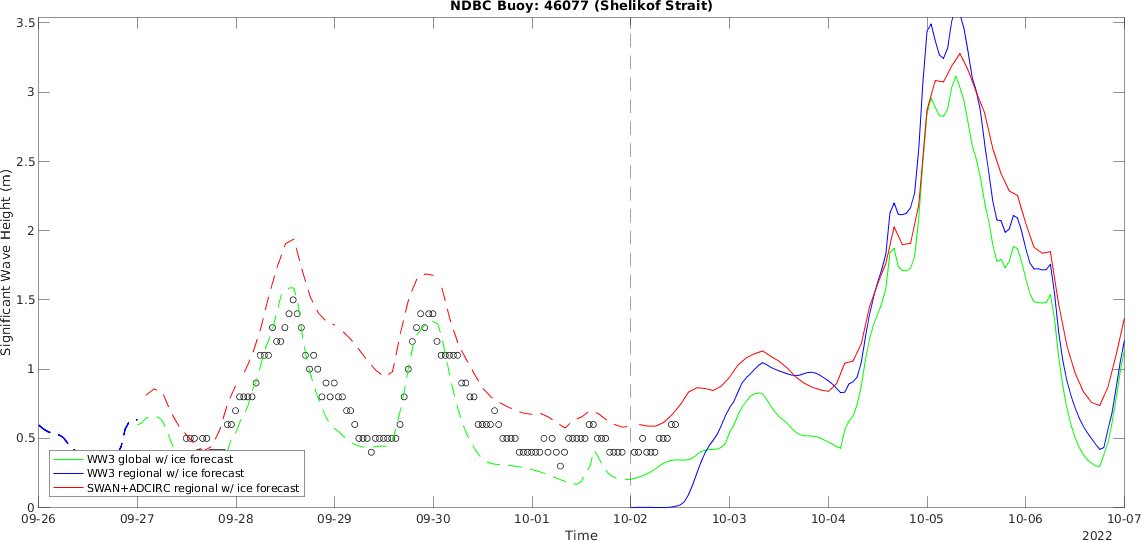 NDBC Buoy: 46077 (Shelikof Strait)
3.5
3
2.5
2
1.5
1
0.5
0
Significant Wave Height (m)
WW3 global w/ ice forecast
WW3 regional w/ ice forecast
SWAN+ADCIRC regional w/ ice forecast
09-26 09-27 09-28 09-29 09-30 10-01 10-02 10-03 10-04 10-05 10-06 10-07
Time
2022